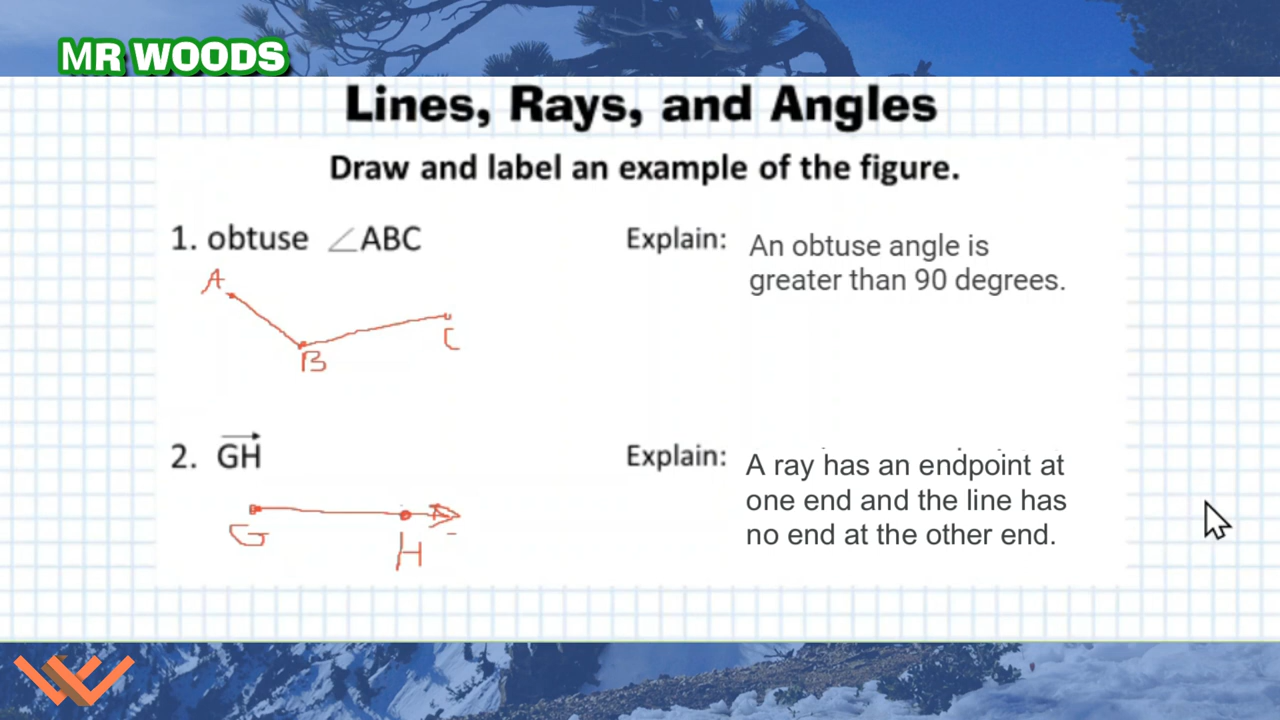 MR WOODS
Lines, Rays, and Angles
Draw and label an example of the figure.
1. obtuse ∠ABC
Explain: An obtuse angle is
greater than 90 degrees.
A
B
C
2. GH
Explain: A ray has an endpoint at
one end and the line has
no end at the other end.
G
H